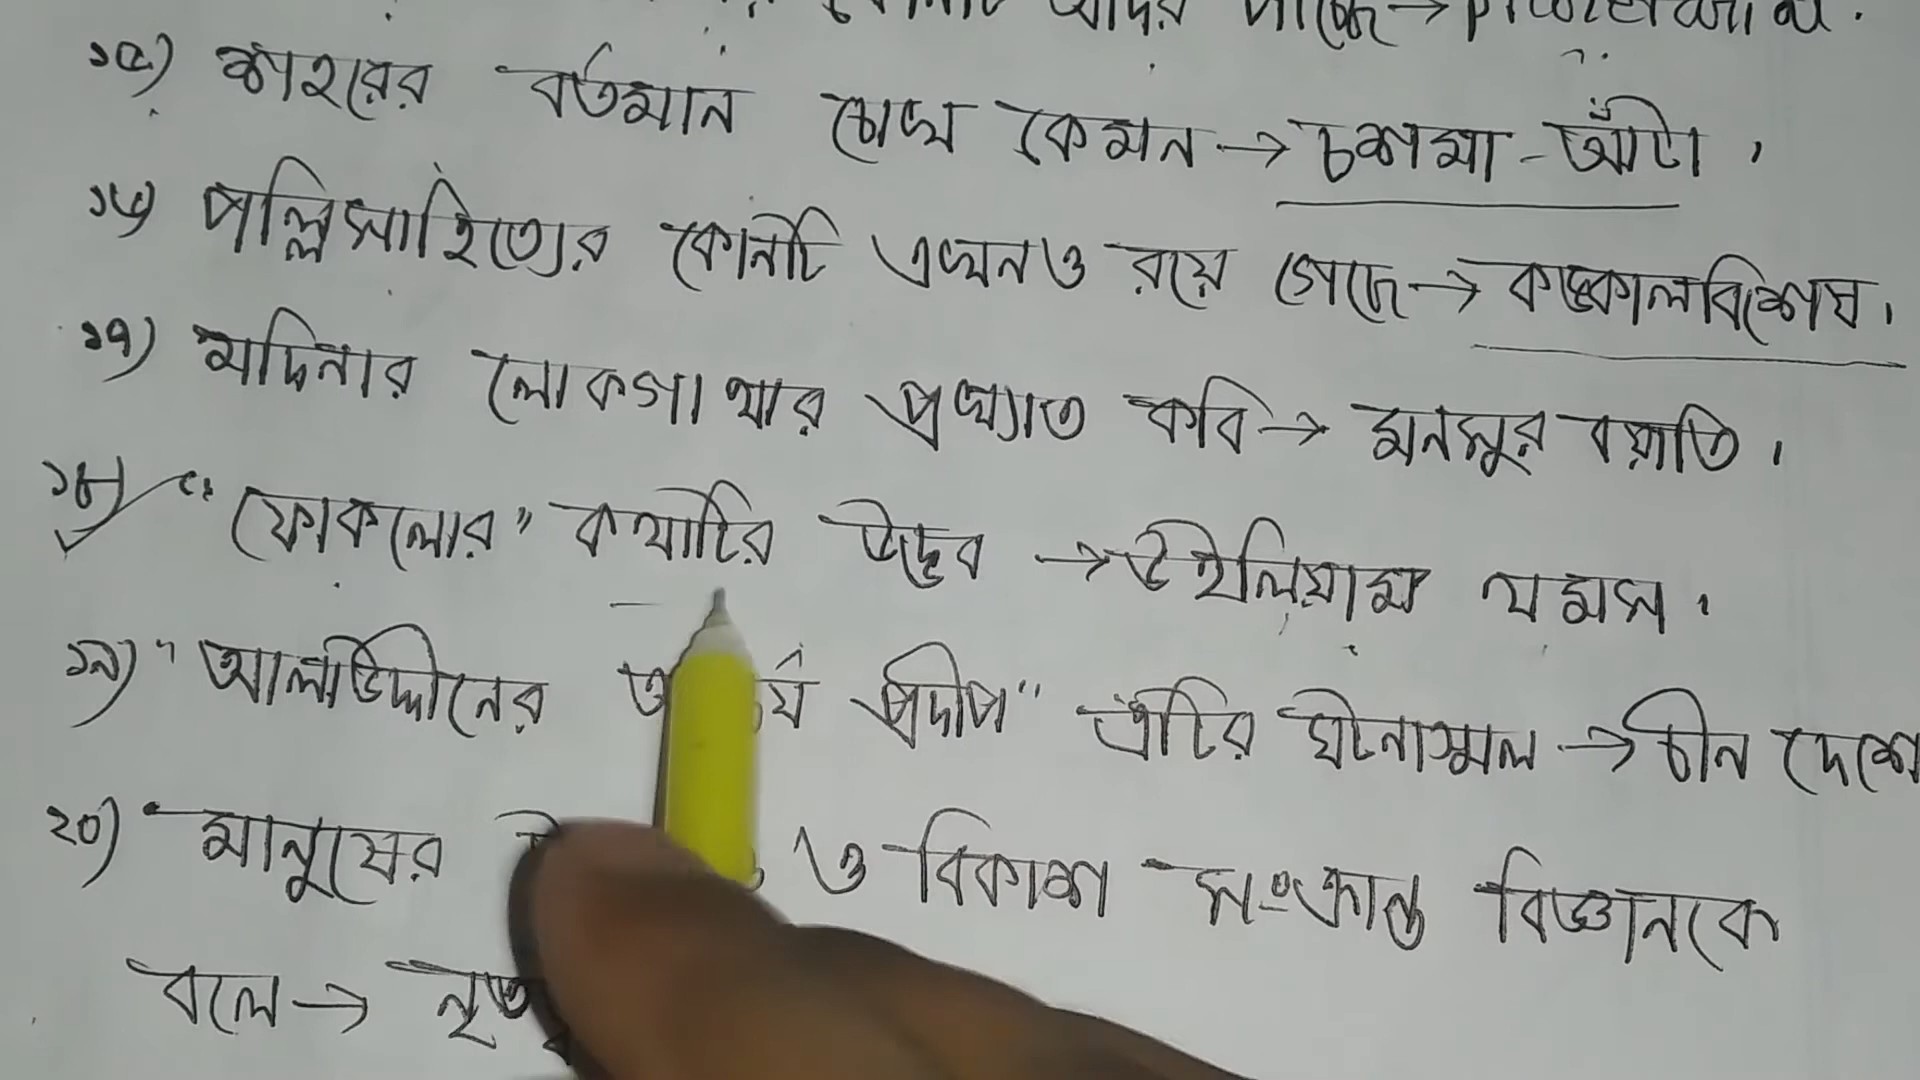 ১৫) শহরের বর্তমান চোখ কেমন → চশমা-আঁটা।
১৬) পল্লিসাহিত্যের কোনটি এখনও রয়ে গেছে → কঙ্কালবিশেষ।
১৭) মদিনার লোকগাথার প্রখ্যাত কবি → মনসুর বয়াতি।
১৮) "ফোকলোর" কথাটির উদ্ভব → উইলিয়াম থমস।
১৯) "আলাউদ্দীনের প্রদীপ" এটির ঘটনাস্থল → চীন দেশে
২০) মানুষের ও বিকাশ সংক্রান্ত বিজ্ঞানকে
বলে →